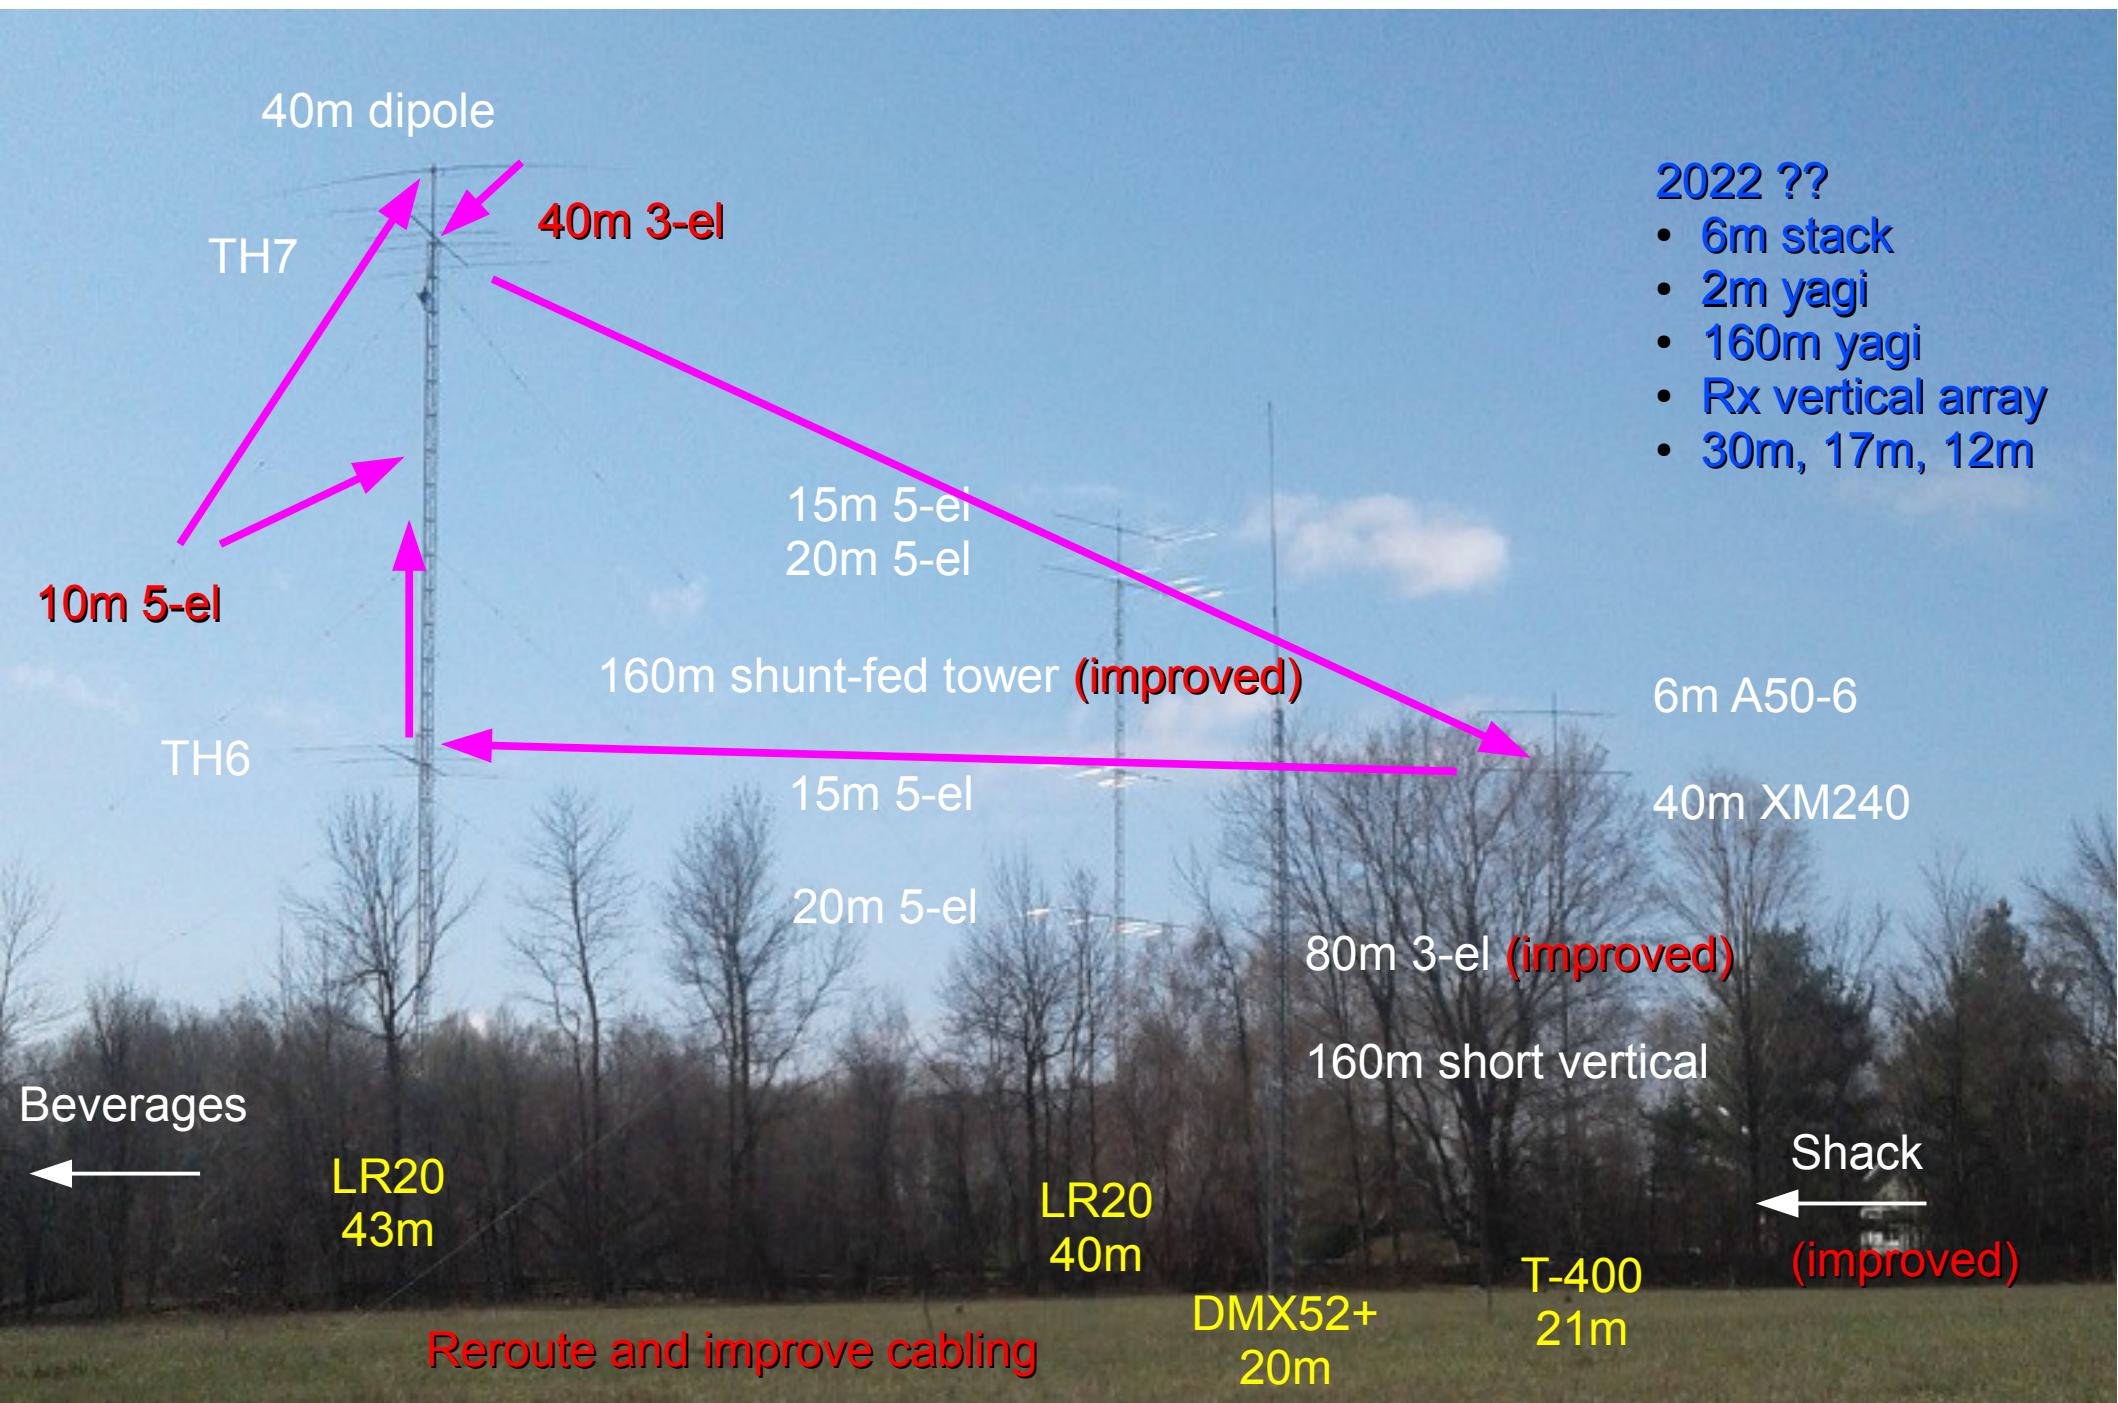 40m dipole
40m 3-el
TH7
2022 ??
• 6m stack
• 2m yagi
• 160m yagi
• Rx vertical array
• 30m, 17m, 12m
15m 5-el
20m 5-el
10m 5-el
160m shunt-fed tower (improved)
6m A50-6
TH6
15m 5-el
40m XM240
20m 5-el
80m 3-el (improved)
160m short vertical
Beverages
Shack
(improved)
LR20
43m
LR20
40m
T-400
21m
DMX52+
20m
Reroute and improve cabling